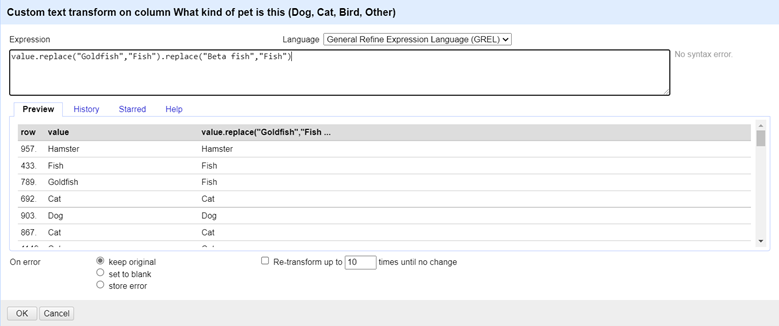 Custom text transform on column What kind of pet is this (Dog, Cat, Bird, Other)
Expression Language General Refine Expression Language (GREL)
value.replace("Goldfish","Fish").replace("Beta fish","Fish")
No syntax error.
Preview History Starred Help
row value value.replace("Goldfish","Fish ...
957. Hamster Hamster
433. Fish Fish
789. Goldfish Fish
692. Cat Cat
903. Dog Dog
867. Cat Cat
On error keep original Re-transform up to 10 times until no change
set to blank
store error
OK Cancel